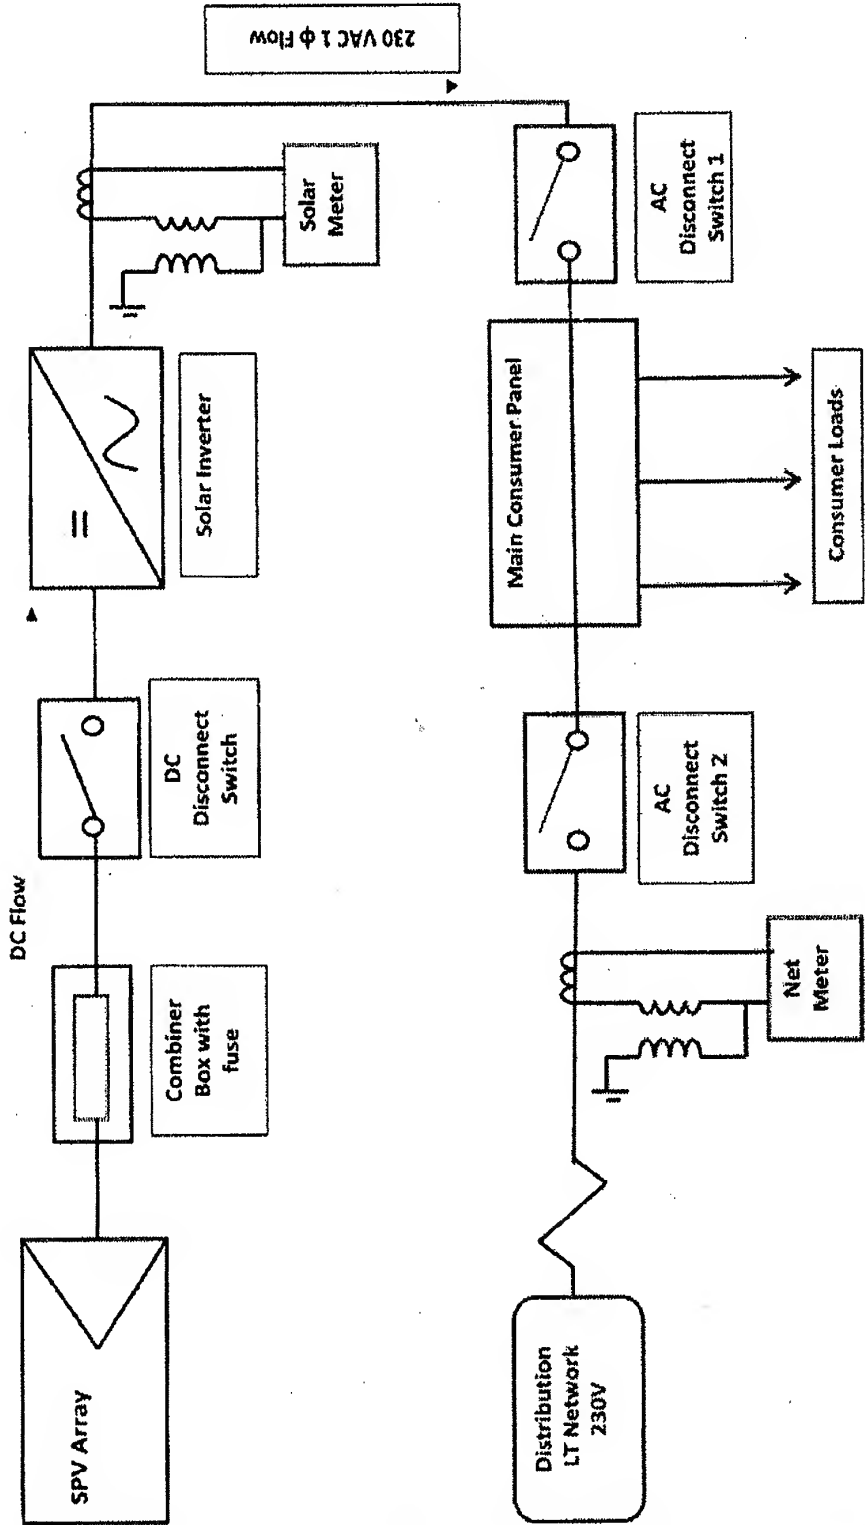 SPV Array
DC Flow
Combiner
Box with
fuse
DC
Disconnect
Switch
Solar Inverter
Solar
Meter
230 VAC 1 ф Flow
Distribution
LT Network
230V
Net
Meter
AC
Disconnect
Switch 2
Main Consumer Panel
Consumer Loads
AC
Disconnect
Switch 1